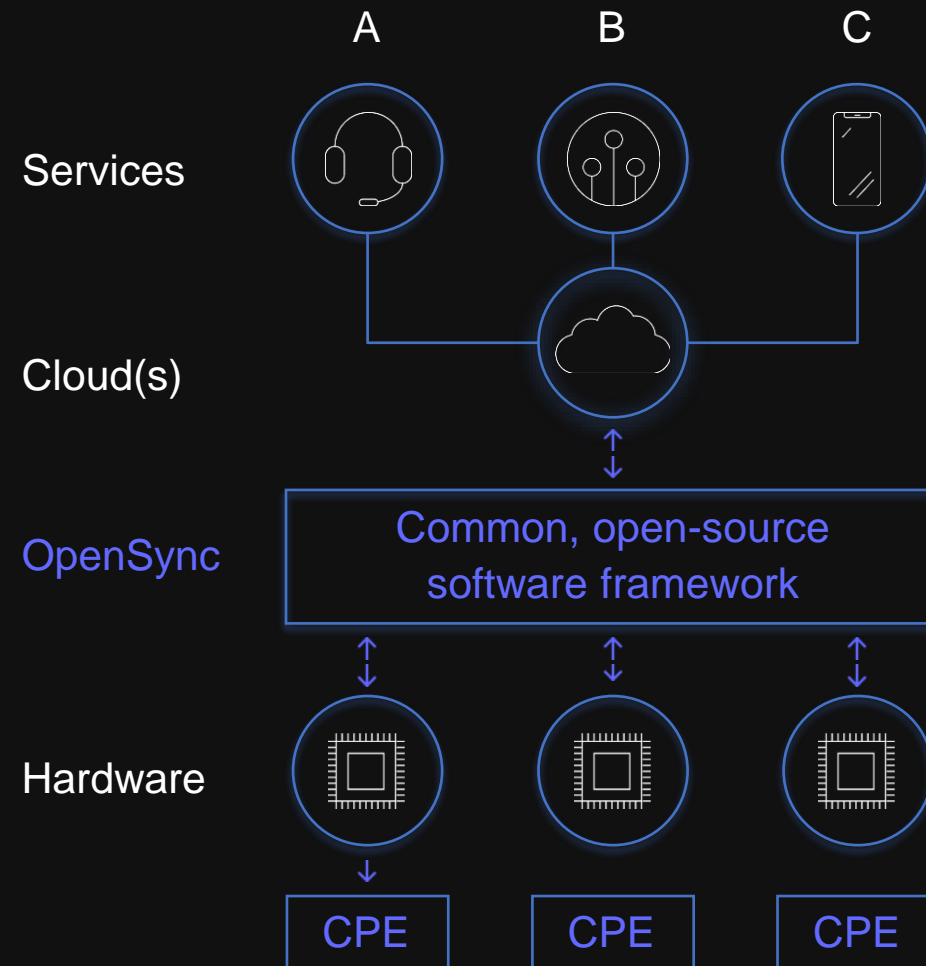 A B C
Services
Cloud(s)
OpenSync
Common, open-source
software framework
Hardware
CPE CPE CPE